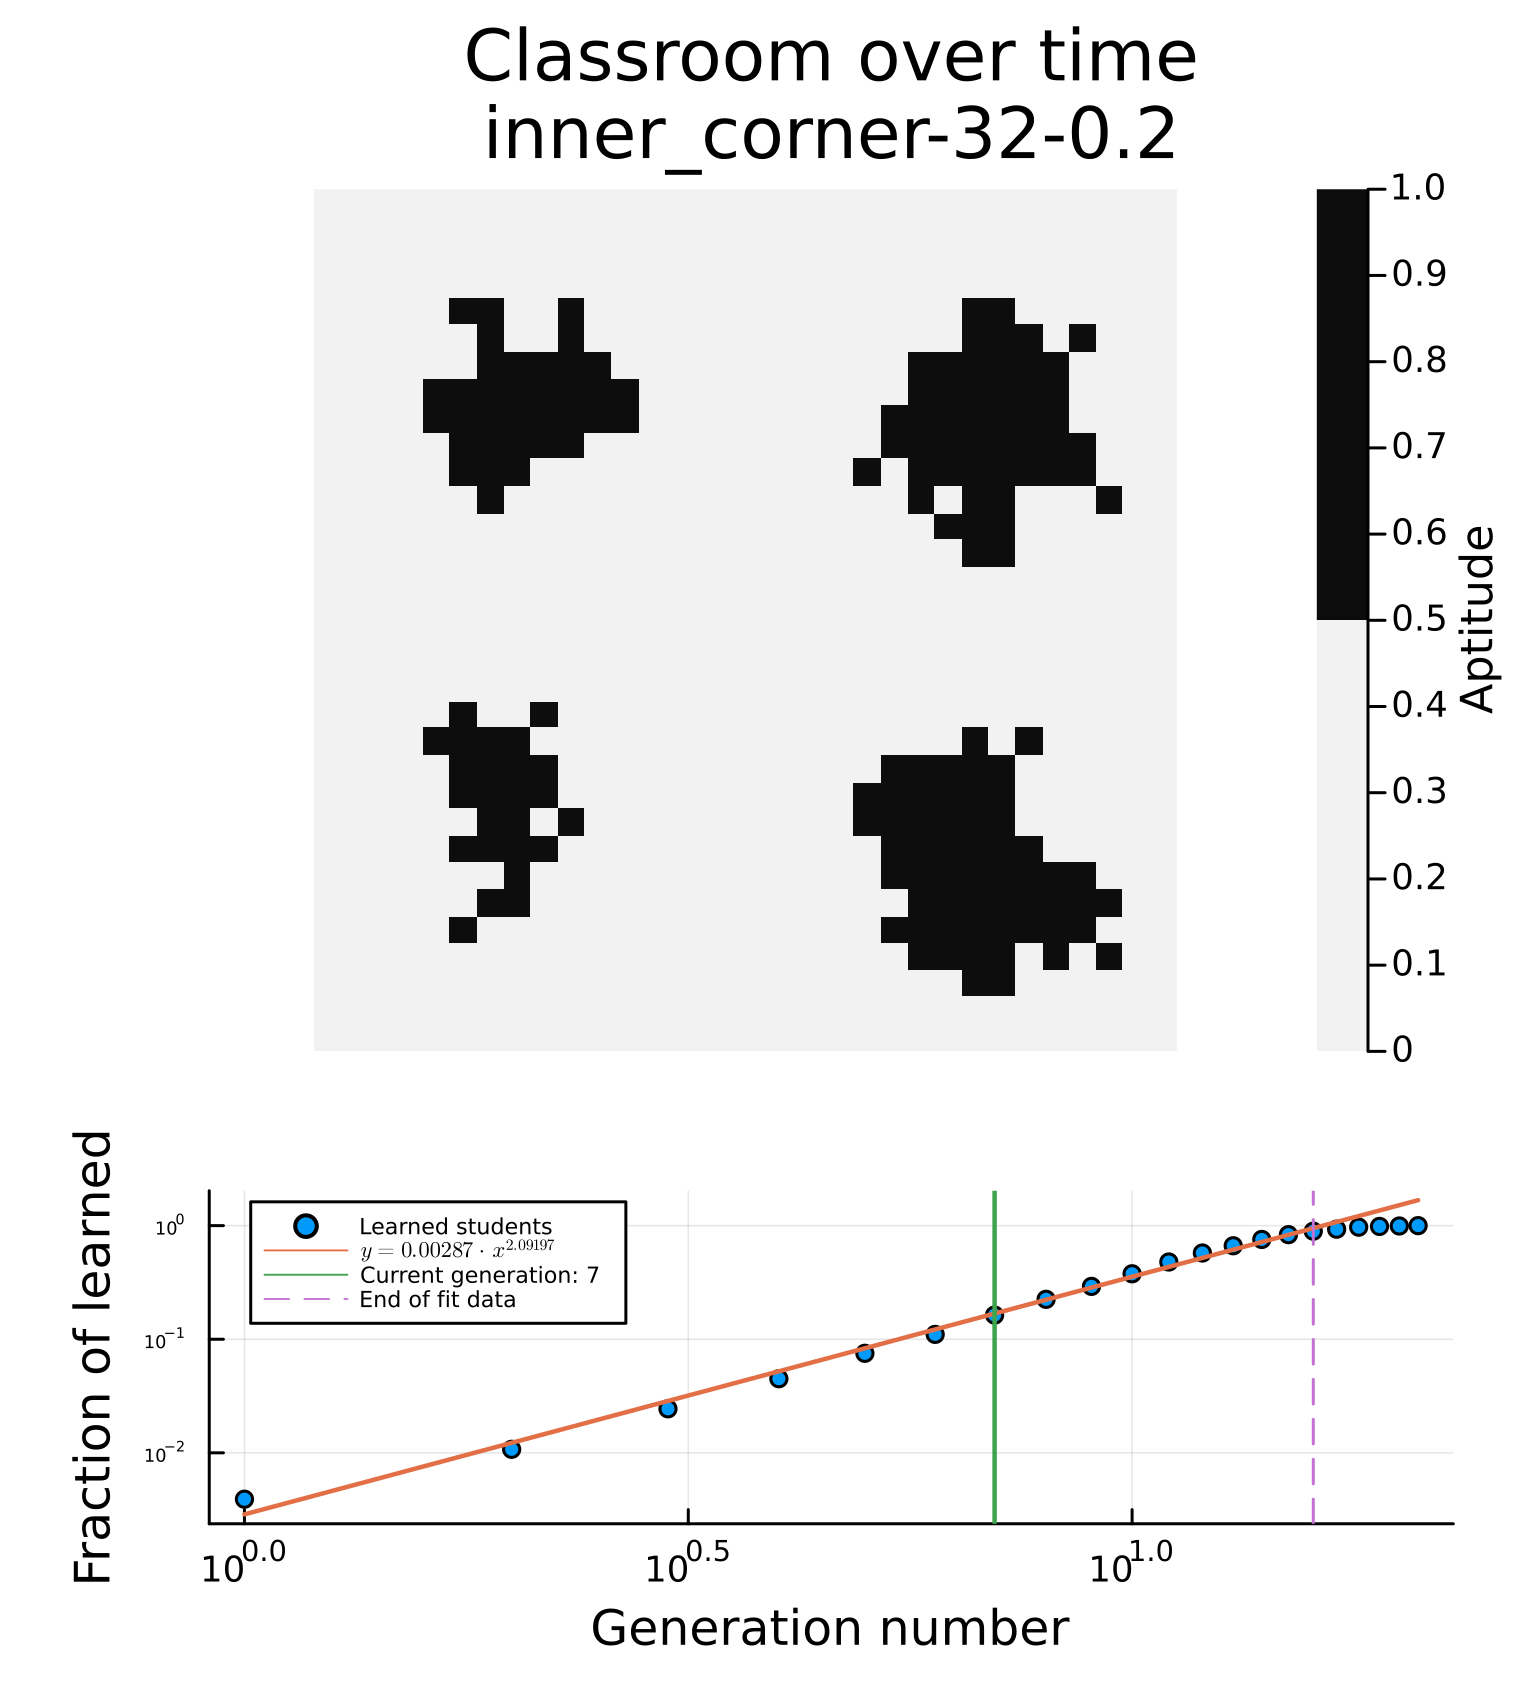 Classroom over time
inner_corner-32-0.2
1.0
0.9
0.8
0.7
0.6
0.5
0.4
0.3
0.2
0.1
0
Aptitude
Fraction of learned
10^0
10^−1
10^−2
Learned students
y = 0.00287 · x^2.09197
Current generation: 7
End of fit data
10^0.0
10^0.5
10^1.0
Generation number